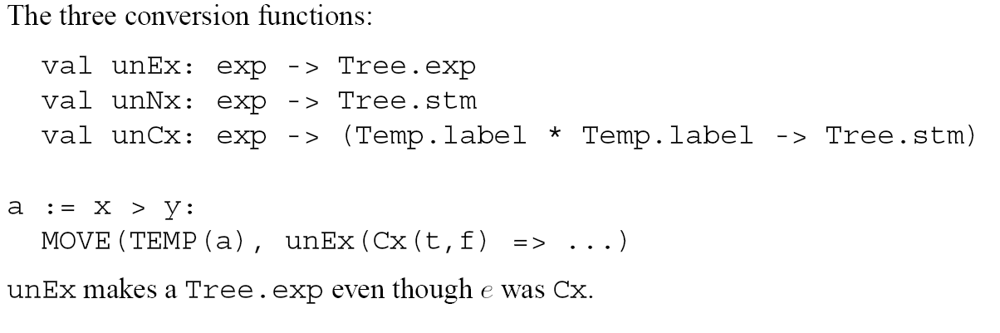 The three conversion functions:
val unEx: exp -> Tree.exp
val unNx: exp -> Tree.stm
val unCx: exp -> (Temp.label * Temp.label -> Tree.stm)
a := x > y:
MOVE(TEMP(a), unEx(Cx(t,f) => ...)
unEx makes a Tree.exp even though e was Cx.